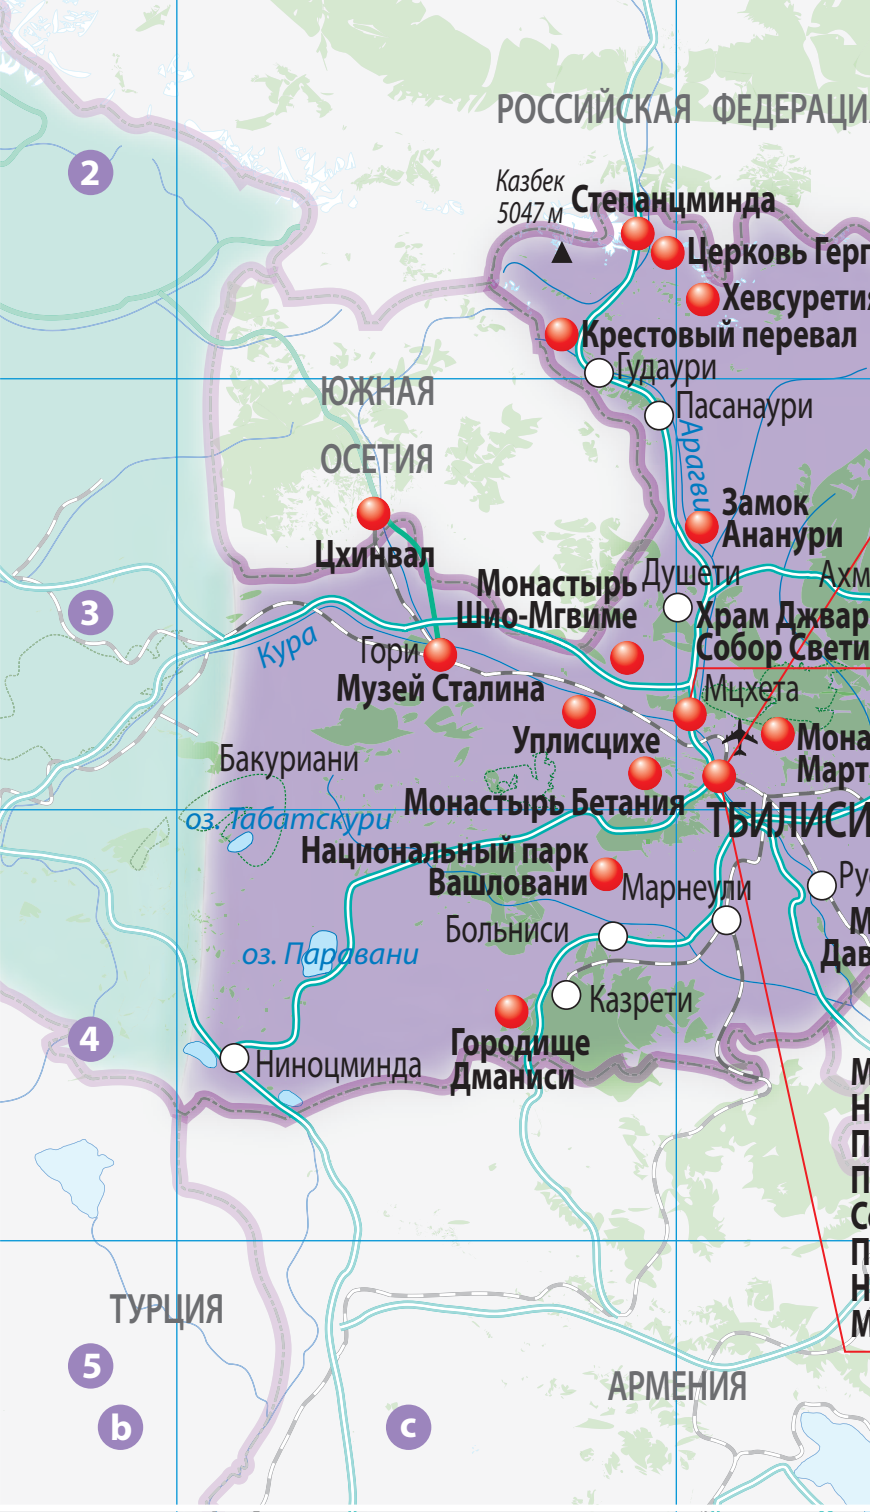 РОССИЙСКАЯ ФЕДЕРАЦИ
2
Казбек
5047 м
Степанцминда
Церковь Герг
Хевсурети
Крестовый перевал
Гудаури
ЮЖНАЯ
ОСЕТИЯ
Пасанаури
Арагви
Замок
Ананури
Цхинвал
Монастырь
Шио-Мгвиме
Душети
Ахм
3
Храм Джвар
Собор Свети
Кура
Гори
Музей Сталина
Мцхета
Уплисцихе
Мона
Март
Бакуриани
оз. Табатскури
Монастырь Бетания
ТБИЛИСИ
Национальный парк
Вашловани
Марнеули
Ру
Больниси
М
Дав
оз. Паравани
Казрети
4
Городище
Дманиси
Ниноцминда
М
Н
П
П
С
П
Н
М
ТУРЦИЯ
5
АРМЕНИЯ
b
c